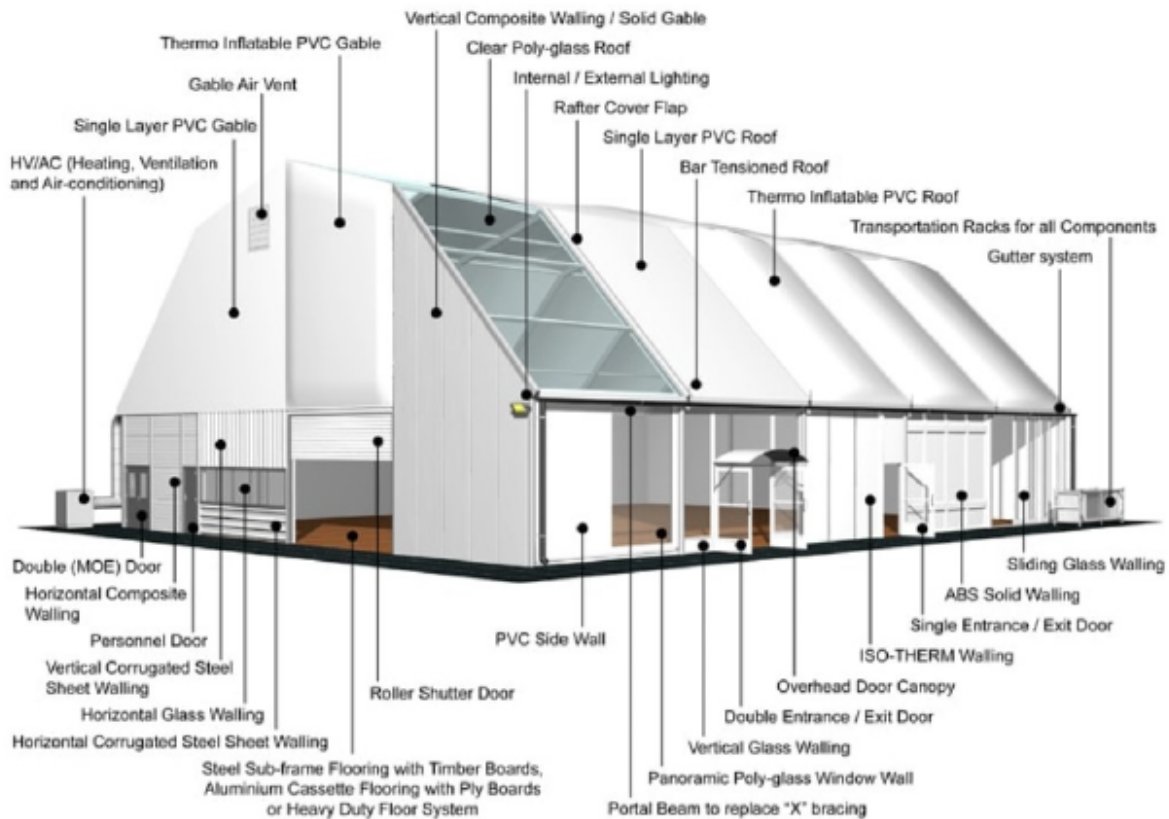 Vertical Composite Walling / Solid Gable
Thermo Inflatable PVC Gable
Clear Poly-glass Roof
Gable Air Vent
Internal / External Lighting
Rafter Cover Flap
Single Layer PVC Gable
Single Layer PVC Roof
HV/AC (Heating, Ventilation
and Air-conditioning)
Bar Tensioned Roof
Thermo Inflatable PVC Roof
Transportation Racks for all Components
Gutter system
Double (MOE) Door
Horizontal Composite
Walling
Personnel Door
Vertical Corrugated Steel
Sheet Walling
Horizontal Glass Walling
Horizontal Corrugated Steel Sheet Walling
Steel Sub-frame Flooring with Timber Boards,
Aluminium Cassette Flooring with Ply Boards
or Heavy Duty Floor System
Roller Shutter Door
PVC Side Wall
Sliding Glass Walling
ABS Solid Walling
Single Entrance / Exit Door
ISO-THERM Walling
Overhead Door Canopy
Double Entrance / Exit Door
Vertical Glass Walling
Panoramic Poly-glass Window Wall
Portal Beam to replace "X" bracing